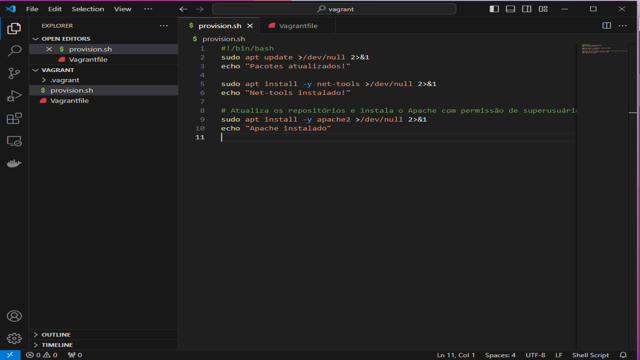 File Edit Selection View ···
vagrant
EXPLORER ···
OPEN EDITORS
$ provision.sh
Vagrantfile
VAGRANT
.vagrant
$ provision.sh
Vagrantfile
OUTLINE
TIMELINE
$ provision.sh
Vagrantfile
$ provision.sh
1 #!/bin/bash
2 sudo apt update >/dev/null 2>&1
3 echo "Pacotes atualizados!"
4
5 sudo apt install -y net-tools >/dev/null 2>&1
6 echo "Net-tools instalado!"
7
8 # Atualiza os repositórios e instala o Apache com permissão de superusuário
9 sudo apt install -y apache2 >/dev/null 2>&1
10 echo "Apache instalado"
11
0 0 0 Ln 11, Col 1 Spaces: 4 UTF-8 LF Shell Script